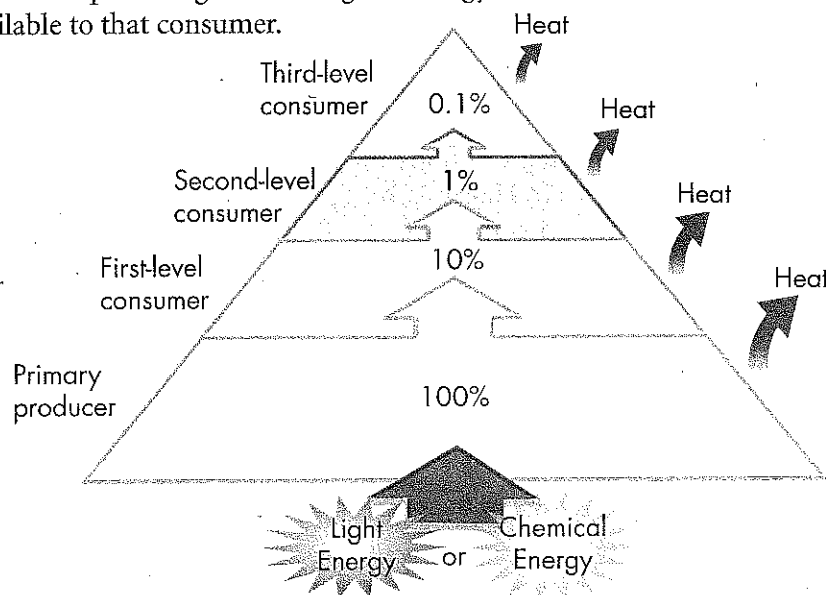 ilable to that consumer.
Heat
Third-level
consumer
0.1%
Heat
Second-level
consumer
1%
Heat
First-level
consumer
10%
Heat
Primary
producer
100%
Light
Energy
or
Chemical
Energy